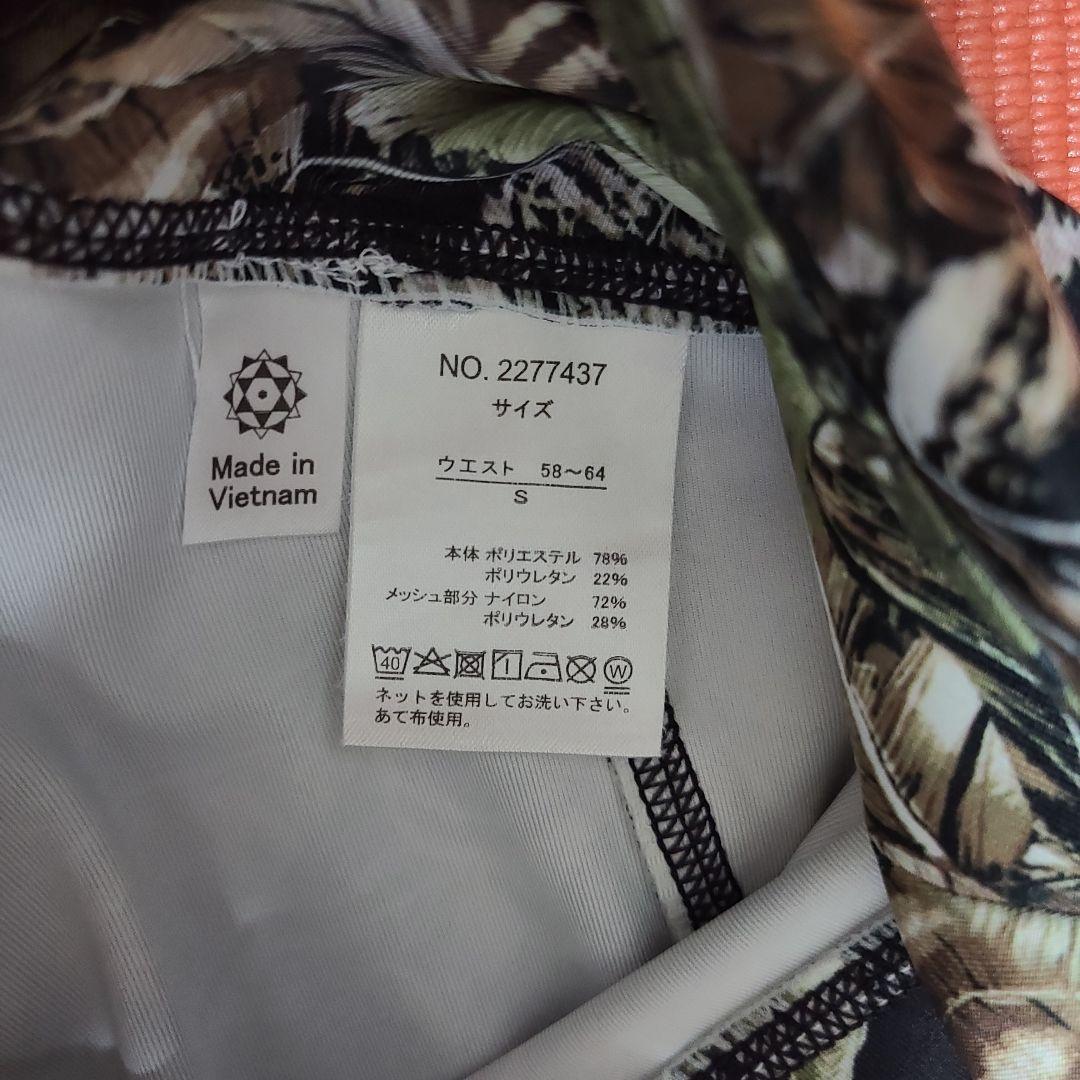 Made in
Vietnam
NO. 2277437
サイズ
ウエスト 58～64
S
本体 ポリエステル 78%
ポリウレタン 22%
メッシュ部分 ナイロン 72%
ポリウレタン 28%
40 W
ネットを使用してお洗い下さい。
あて布使用。